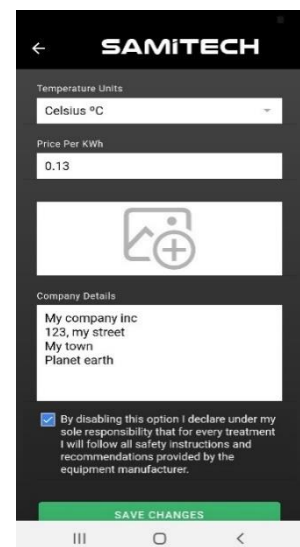 SAMiTECH
Temperature Units
Celsius ºC
Price Per KWh
0.13
Company Details
My company inc
123, my street
My town
Planet earth
By disabling this option I declare under my
sole responsibility that for every treatment
I will follow all safety instructions and
recommendations provided by the
equipment manufacturer.
SAVE CHANGES